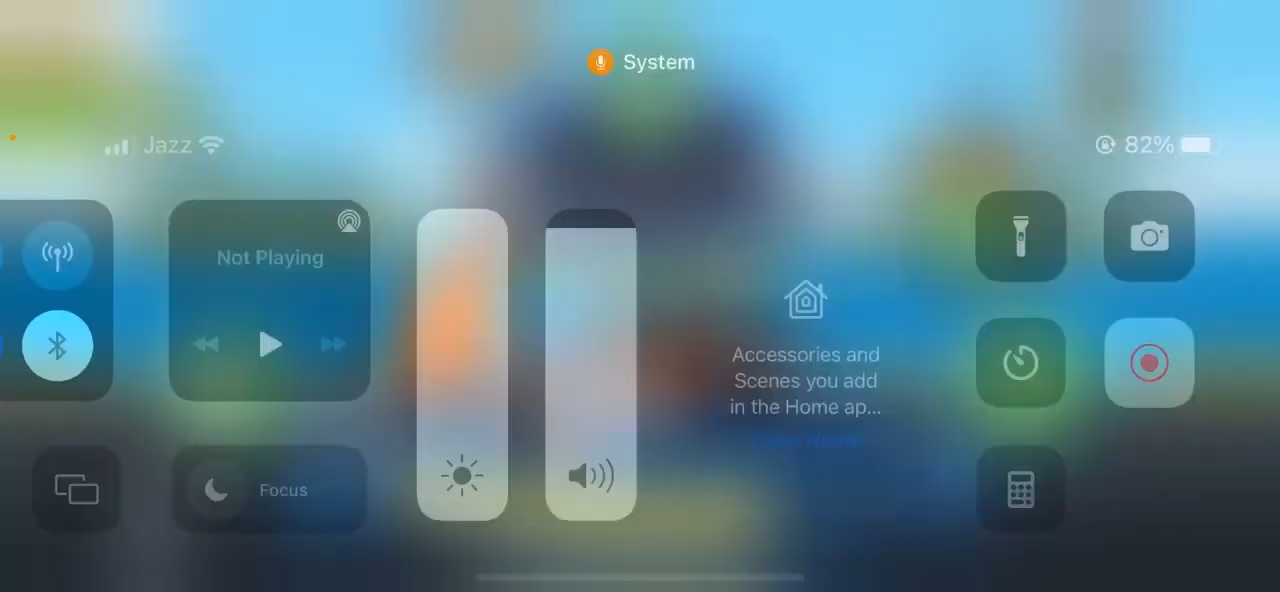 System
Jazz
82%
Not Playing
Accessories and
Scenes you add
in the Home ap...
Focus